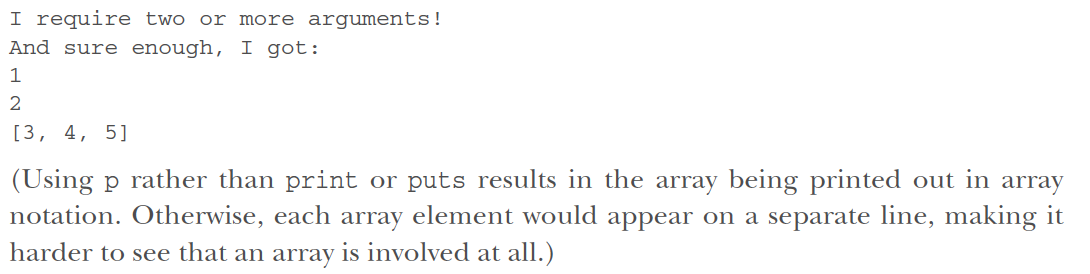 I require two or more arguments!
And sure enough, I got:
1
2
[3, 4, 5]
(Using p rather than print or puts results in the array being printed out in array
notation. Otherwise, each array element would appear on a separate line, making it
harder to see that an array is involved at all.)